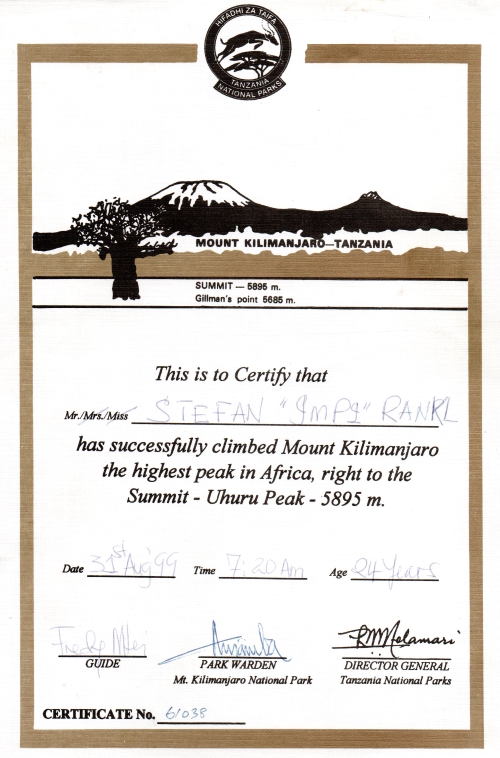 HIFADHI ZA TAIFA
TANZANIA
NATIONAL PARKS
MOUNT KILIMANJARO—TANZANIA
SUMMIT — 5895 m.
Gillman's point 5685 m.
This is to Certify that
Mr./Mrs./Miss STEFAN "IMPI" RANKL
has successfully climbed Mount Kilimanjaro
the highest peak in Africa, right to the
Summit - Uhuru Peak - 5895 m.
Date 31st Aug '99 Time 7:20 Am Age 24 Years
GUIDE PARK WARDEN DIRECTOR GENERAL
Mt. Kilimanjaro National Park Tanzania National Parks
CERTIFICATE No. 61038